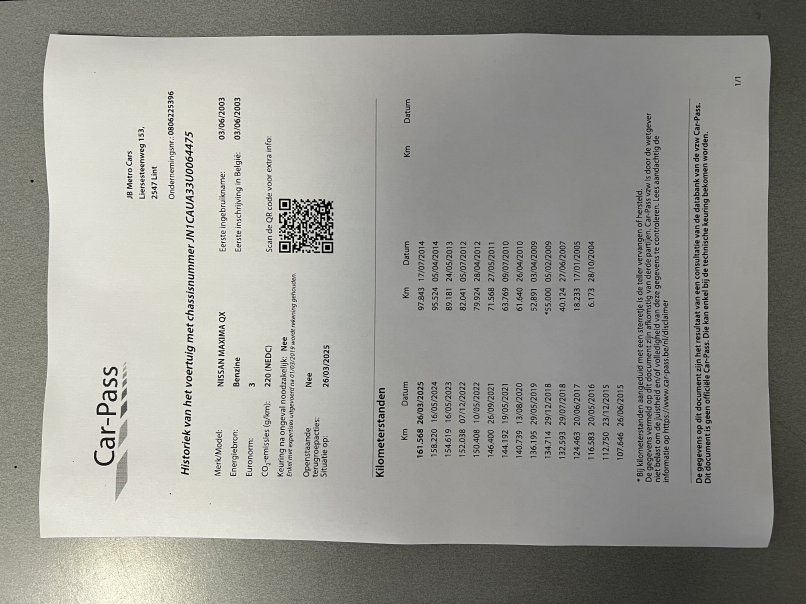 Car-Pass
JB Metro Cars
Liersesteenweg 153,
2547 Lint
Ondernemingsnr.: 0806225396
Historiek van het voertuig met chassisnummer JN1CAUA33U0064475
Merk/Model: NISSAN MAXIMA QX
Energiebron: Benzine
Euronorm: 3
CO₂-emissies (g/km): 220 (NEDC)
Keuring na ongeval noodzakelijk: Nee
Enkel met expertises uitgevoerd na 01/03/2019 wordt rekening gehouden.
Openstaande
terugroepacties: Nee
Situatie op: 26/03/2025
Eerste ingebruikname: 03/06/2003
Eerste inschrijving in België: 03/06/2003
Scan de QR code voor extra info:
Kilometerstanden
Km Datum
161.568 26/03/2025
158.220 16/05/2024
154.619 16/05/2023
152.038 07/12/2022
150.408 10/05/2022
146.400 26/09/2021
144.192 19/05/2021
140.739 13/08/2020
136.195 29/05/2019
134.714 29/12/2018
132.593 29/07/2018
124.463 20/06/2017
116.583 20/05/2016
112.750 23/12/2015
107.646 26/06/2015
Km Datum
97.843 17/07/2014
95.524 05/04/2014
89.181 24/05/2013
82.041 05/07/2012
79.924 28/04/2012
71.568 27/05/2011
63.769 09/07/2010
61.640 26/04/2010
52.891 03/04/2009
*55.000 05/02/2009
40.124 27/06/2007
18.233 17/01/2005
6.173 28/10/2004
Km Datum
* Bij kilometerstanden aangeduid met een sterretje is de teller vervangen of hersteld.
De gegevens vermeld op dit document zijn afkomstig van derde partijen. Car-Pass vzw is door de wetgever
niet belast om de juistheid en/of volledigheid van deze gegevens te controleren. Lees aandachtig de
informatie op https://www.car-pass.be/nl/disclaimer
De gegevens op dit document zijn het resultaat van een consultatie van de databank van de vzw Car-Pass.
Dit document is geen officiële Car-Pass. Die kan enkel bij de technische keuring bekomen worden.
1/1